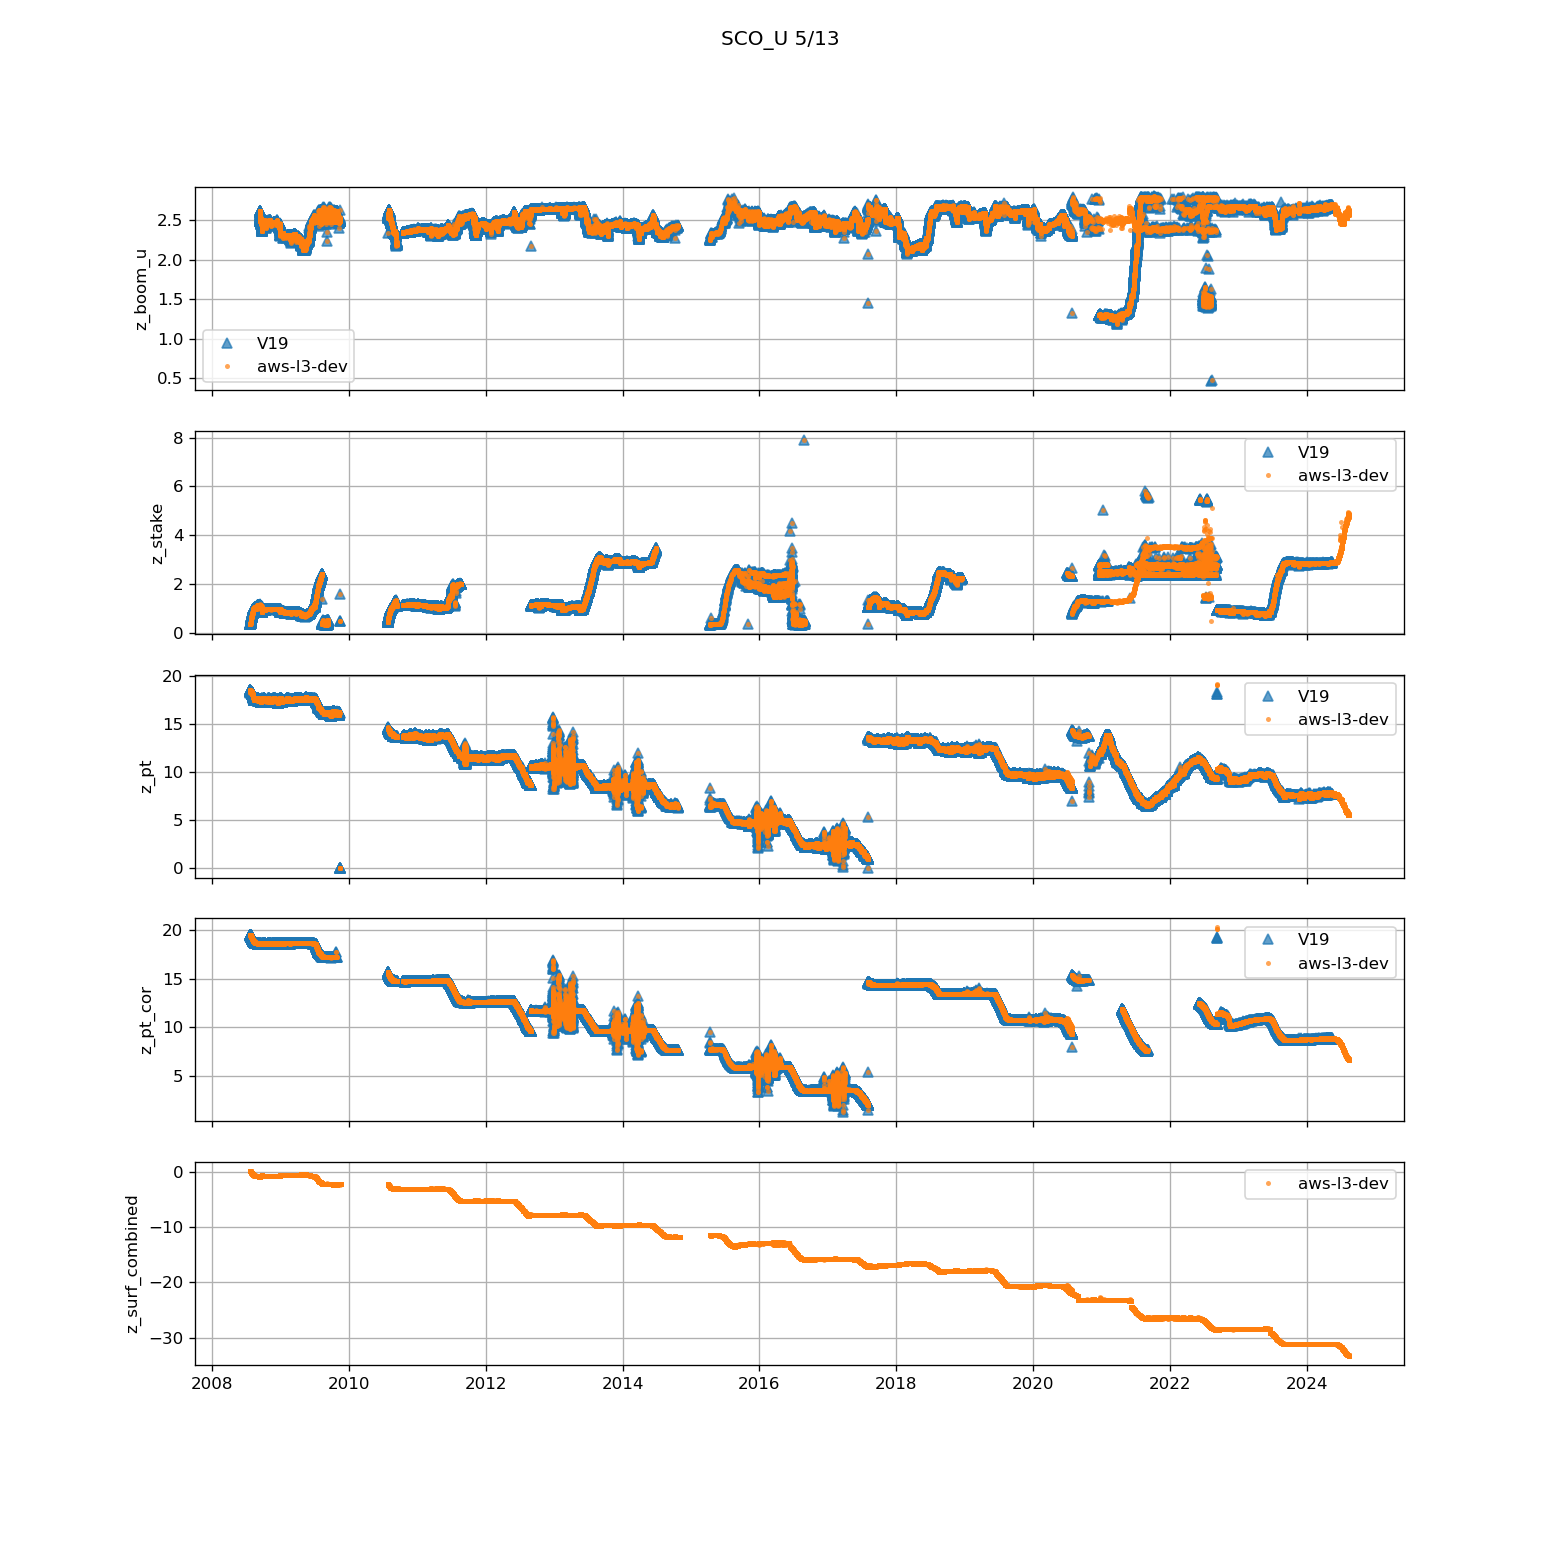 SCO_U 5/13
z_boom_u
2.5
2.0
1.5
1.0
0.5
V19
aws-l3-dev
z_stake
8
6
4
2
0
V19
aws-l3-dev
z_pt
20
15
10
5
0
V19
aws-l3-dev
z_pt_cor
20
15
10
5
V19
aws-l3-dev
z_surf_combined
0
−10
−20
−30
aws-l3-dev
2008 2010 2012 2014 2016 2018 2020 2022 2024